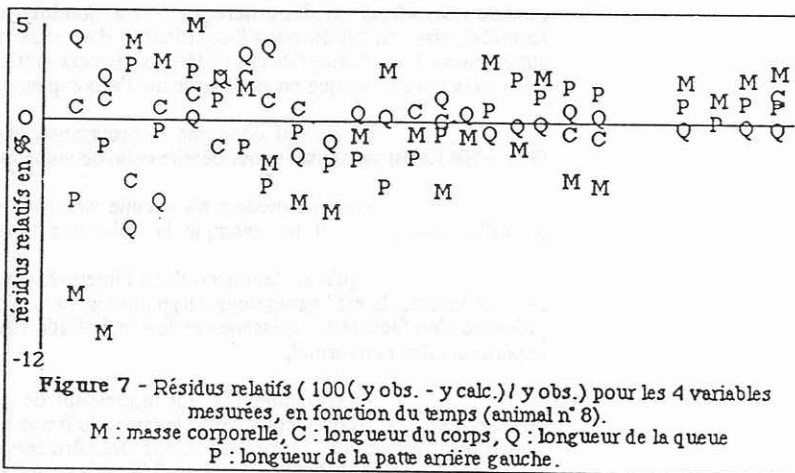 5
0
-12
résidus relatifs en %
Figure 7 - Résidus relatifs ( 100( y obs. - y calc.) / y obs.) pour les 4 variables
mesurées, en fonction du temps (animal n° 8).
M : masse corporelle, C : longueur du corps, Q : longueur de la queue
P : longueur de la patte arrière gauche.